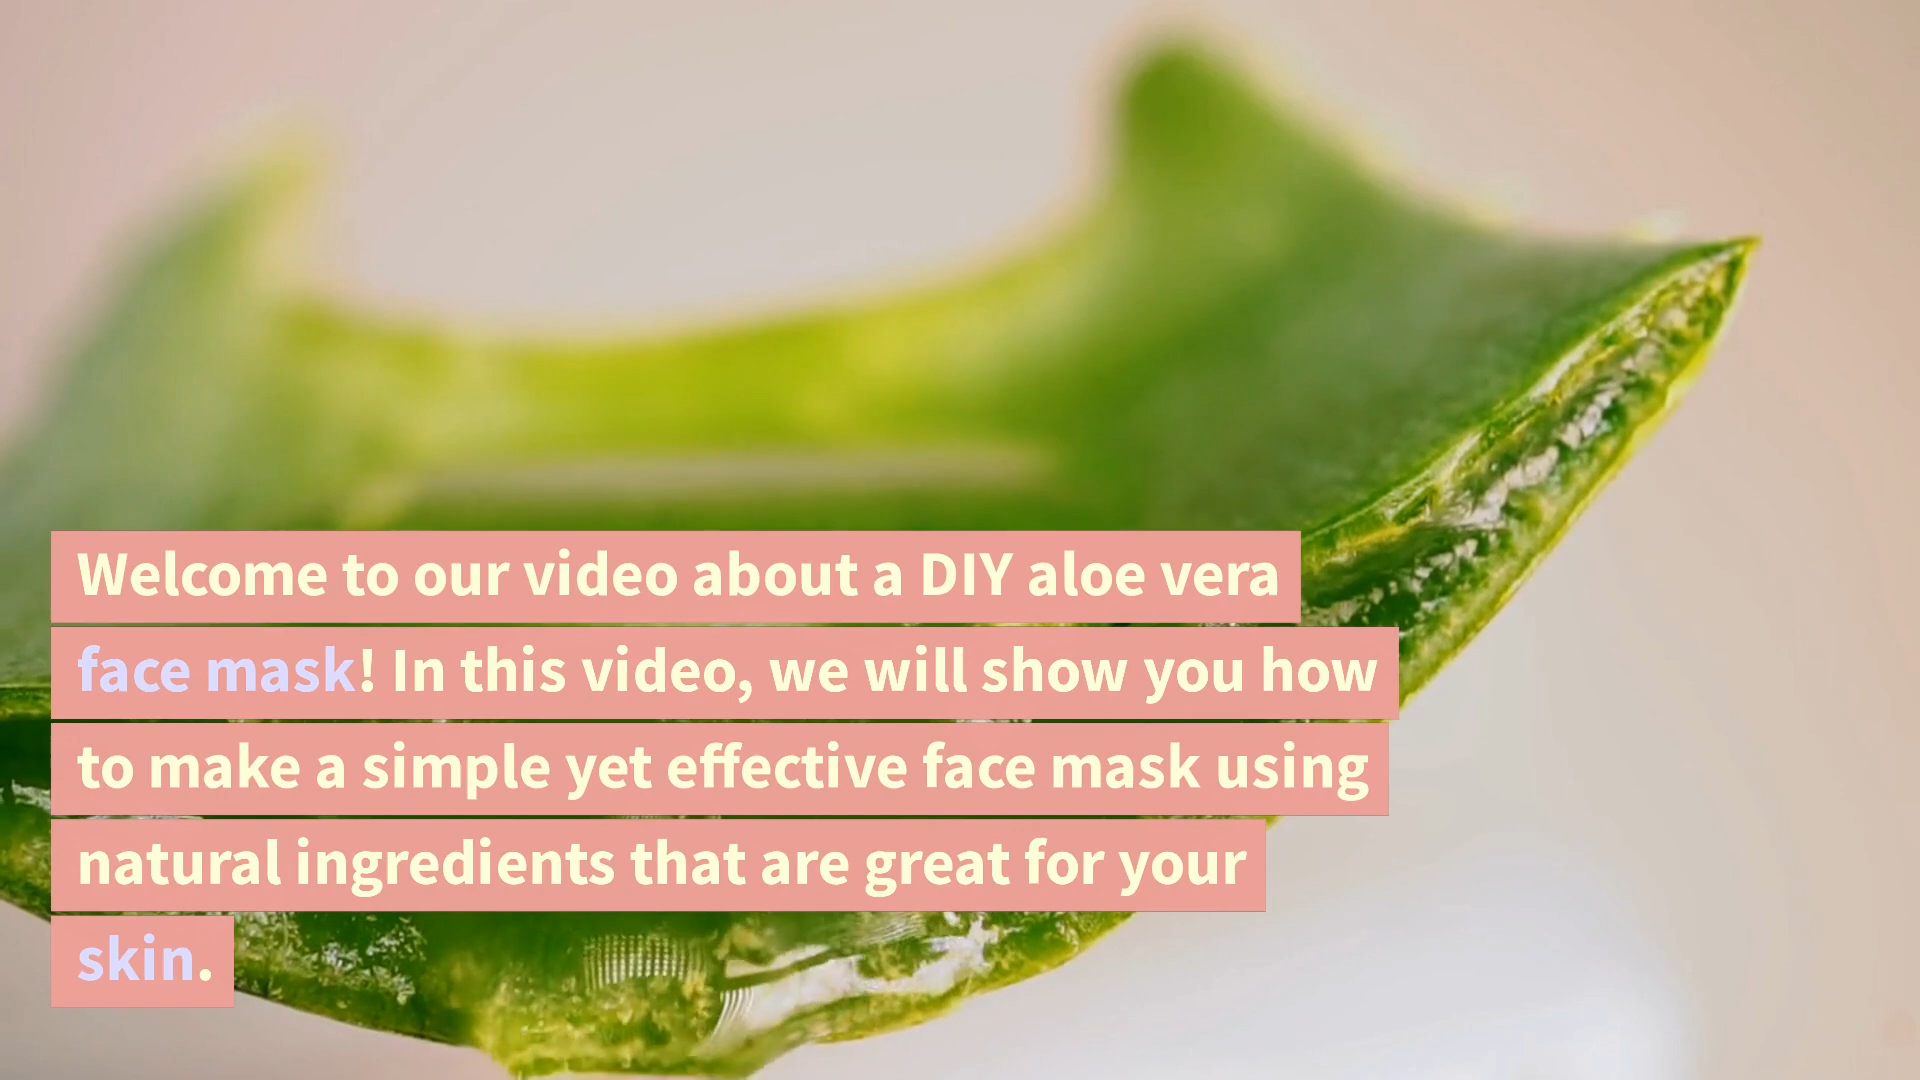 Welcome to our video about a DIY aloe vera
face mask! In this video, we will show you how
to make a simple yet effective face mask using
natural ingredients that are great for your
skin.